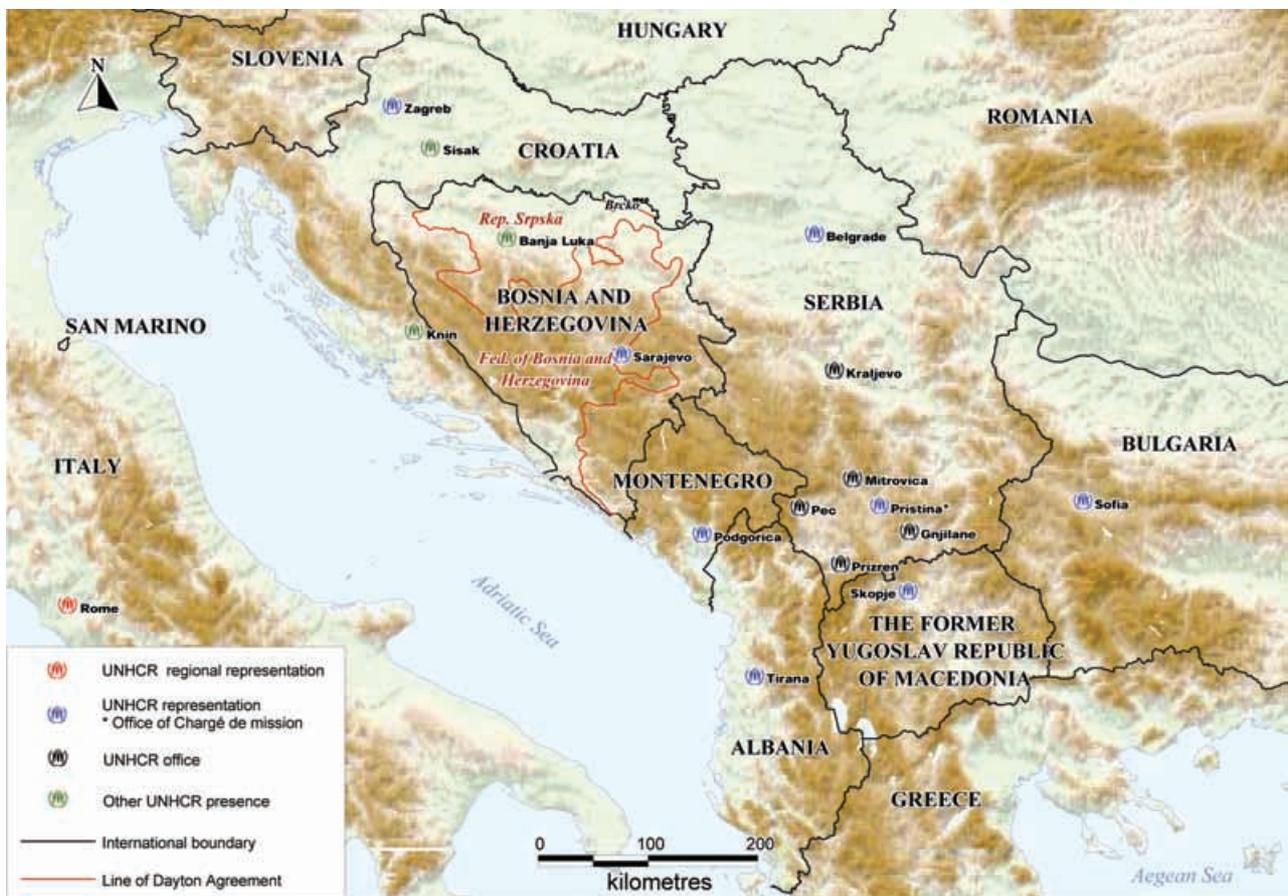 HUNGARY
SLOVENIA
N
Zagreb
ROMANIA
Sisak
CROATIA
Brcko
Rep. Srpska
Banja Luka
Belgrade
BOSNIA AND
HERZEGOVINA
SERBIA
SAN MARINO
Knin
Fed. of Bosnia and
Herzegovina
Sarajevo
Kraljevo
BULGARIA
ITALY
MONTENEGRO
Mitrovica
Pec
Pristina*
Sofia
Podgorica
Gnjilane
Prizren
Skopje
Adriatic Sea
Rome
THE FORMER
YUGOSLAV REPUBLIC
OF MACEDONIA
Tirana
ALBANIA
GREECE
UNHCR regional representation
UNHCR representation
* Office of Chargé de mission
UNHCR office
Other UNHCR presence
International boundary
Line of Dayton Agreement
0 100 200
kilometres
Aegean Sea